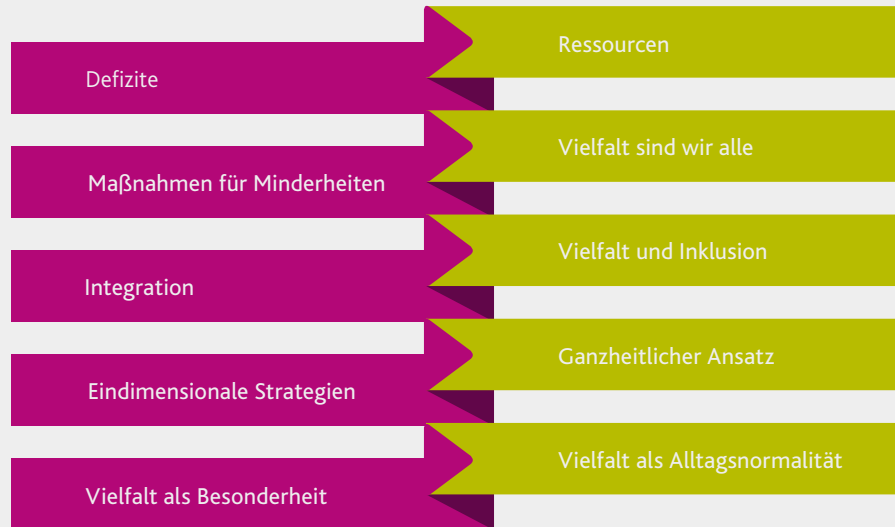 Defizite
Ressourcen
Maßnahmen für Minderheiten
Vielfalt sind wir alle
Integration
Vielfalt und Inklusion
Eindimensionale Strategien
Ganzheitlicher Ansatz
Vielfalt als Besonderheit
Vielfalt als Alltagsnormalität